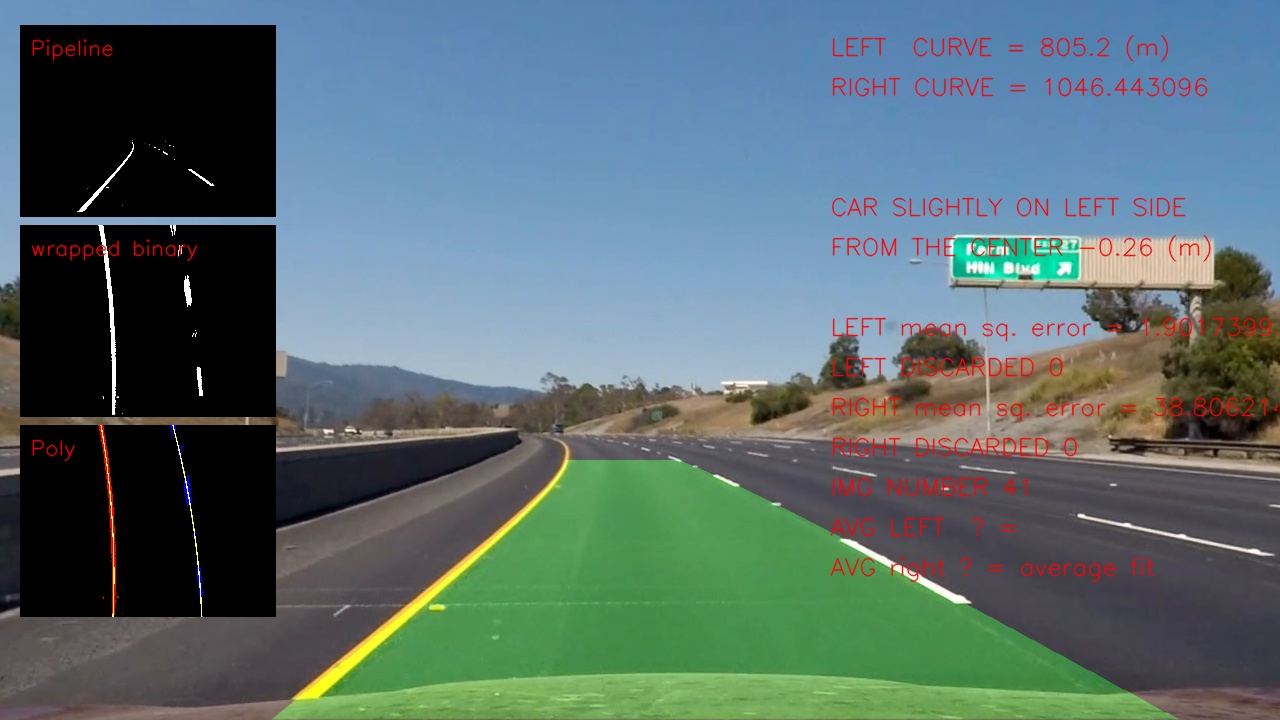 Pipeline
wrapped binary
Poly
LEFT CURVE = 805.2 (m)
RIGHT CURVE = 1046.443096
CAR SLIGHTLY ON LEFT SIDE
FROM THE CENTER -0.26 (m)
Hill Blvd
LEFT mean sq. error = 1.9017399
LEFT DISCARDED 0
RIGHT mean sq. error = 38.80621
RIGHT DISCARDED 0
IMG NUMBER 41
AVG LEFT ? =
AVG right ? = average fit